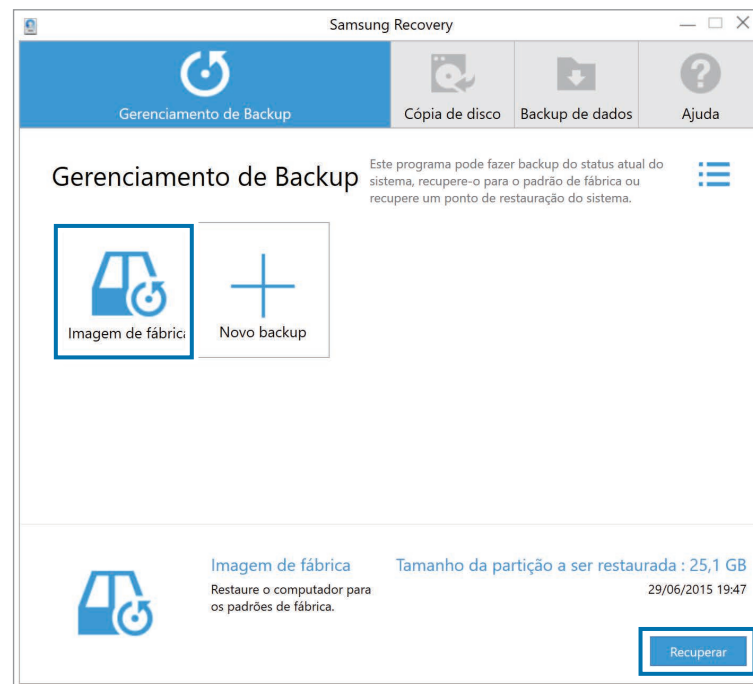 Samsung Recovery
Gerenciamento de Backup
Cópia de disco
Backup de dados
Ajuda
Gerenciamento de Backup
Este programa pode fazer backup do status atual do
sistema, recupere-o para o padrão de fábrica ou
recupere um ponto de restauração do sistema.
Imagem de fábrica
Novo backup
Imagem de fábrica
Restaure o computador para
os padrões de fábrica.
Tamanho da partição a ser restaurada : 25,1 GB
29/06/2015 19:47
Recuperar